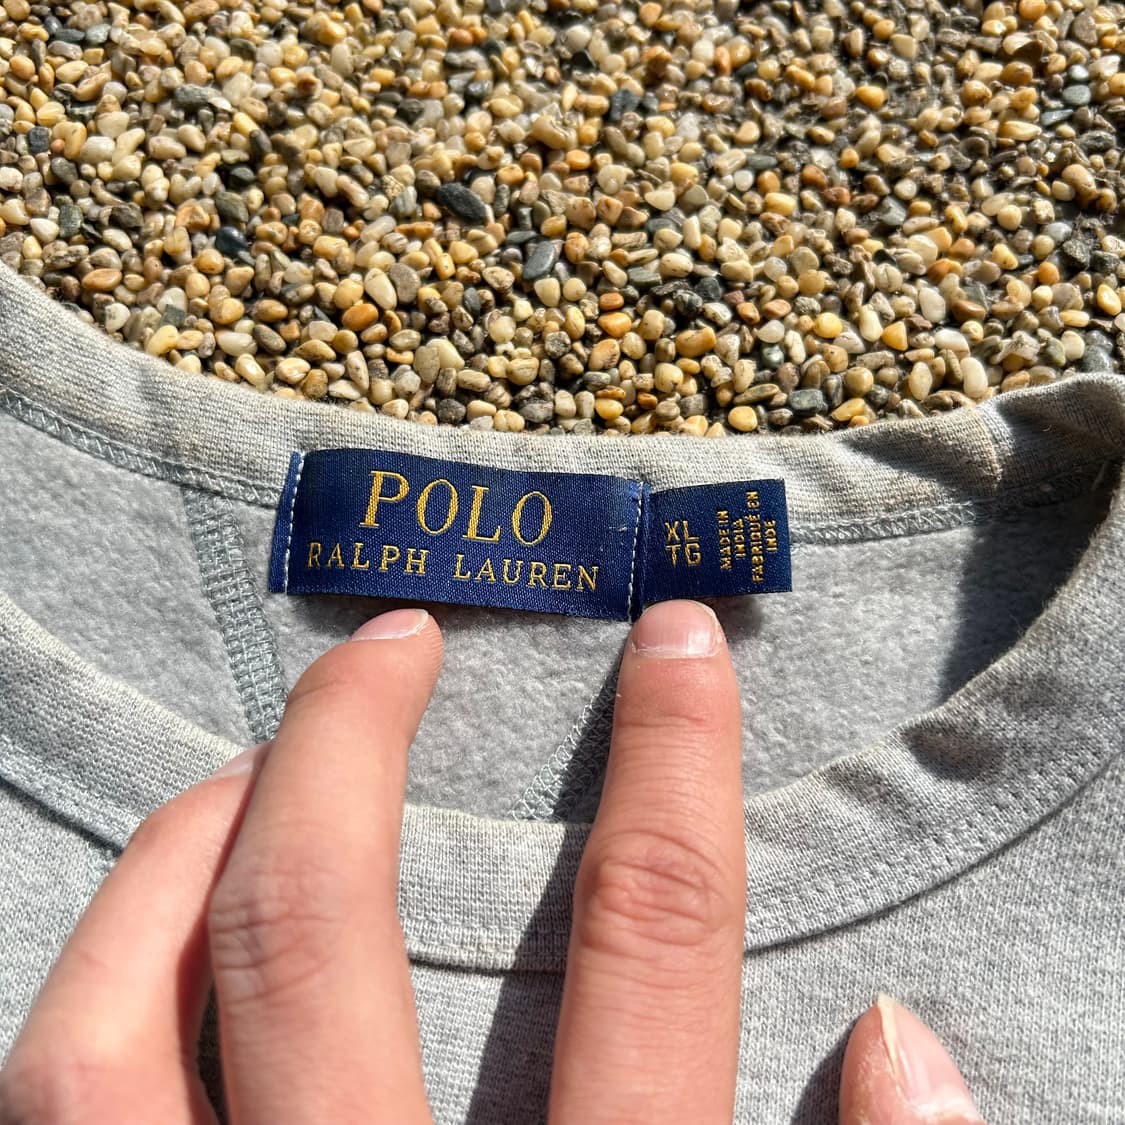 POLO
RALPH LAUREN
XL
TG
MADE IN
INDIA
FABRIQUÉ EN
INDE